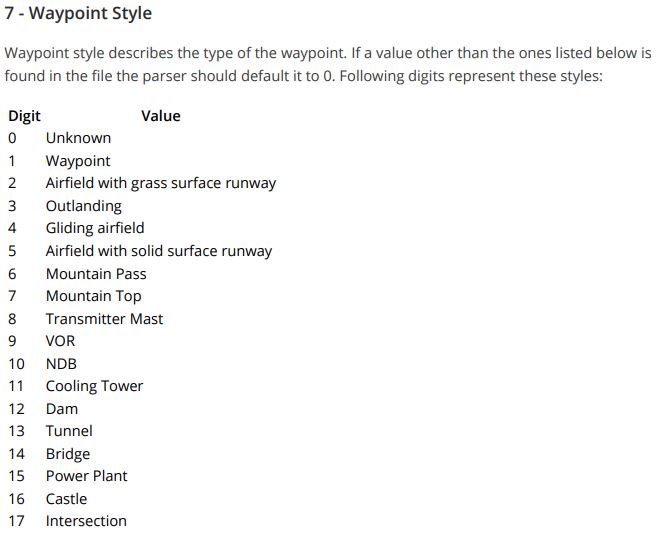 7 - Waypoint Style
Waypoint style describes the type of the waypoint. If a value other than the ones listed below is
found in the file the parser should default it to 0. Following digits represent these styles:
Digit Value
0 Unknown
1 Waypoint
2 Airfield with grass surface runway
3 Outlanding
4 Gliding airfield
5 Airfield with solid surface runway
6 Mountain Pass
7 Mountain Top
8 Transmitter Mast
9 VOR
10 NDB
11 Cooling Tower
12 Dam
13 Tunnel
14 Bridge
15 Power Plant
16 Castle
17 Intersection